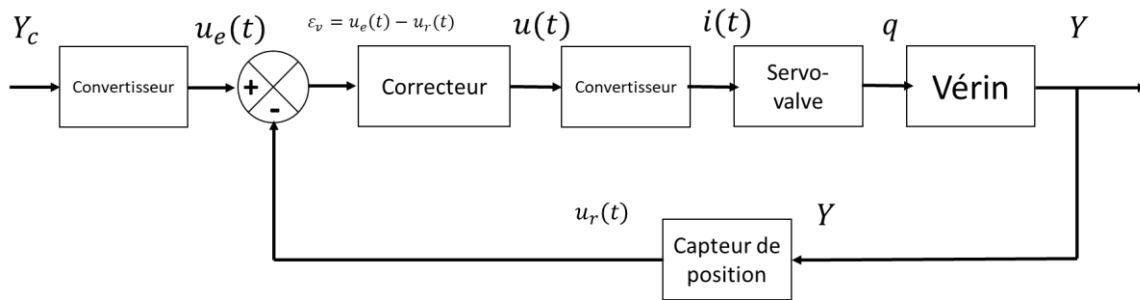 Y_c
u_e(t)
ε_v = u_e(t) − u_r(t)
u(t)
i(t)
q
Y
Convertisseur
+
-
Correcteur
Convertisseur
Servo-
valve
Vérin
u_r(t)
Y
Capteur de
position